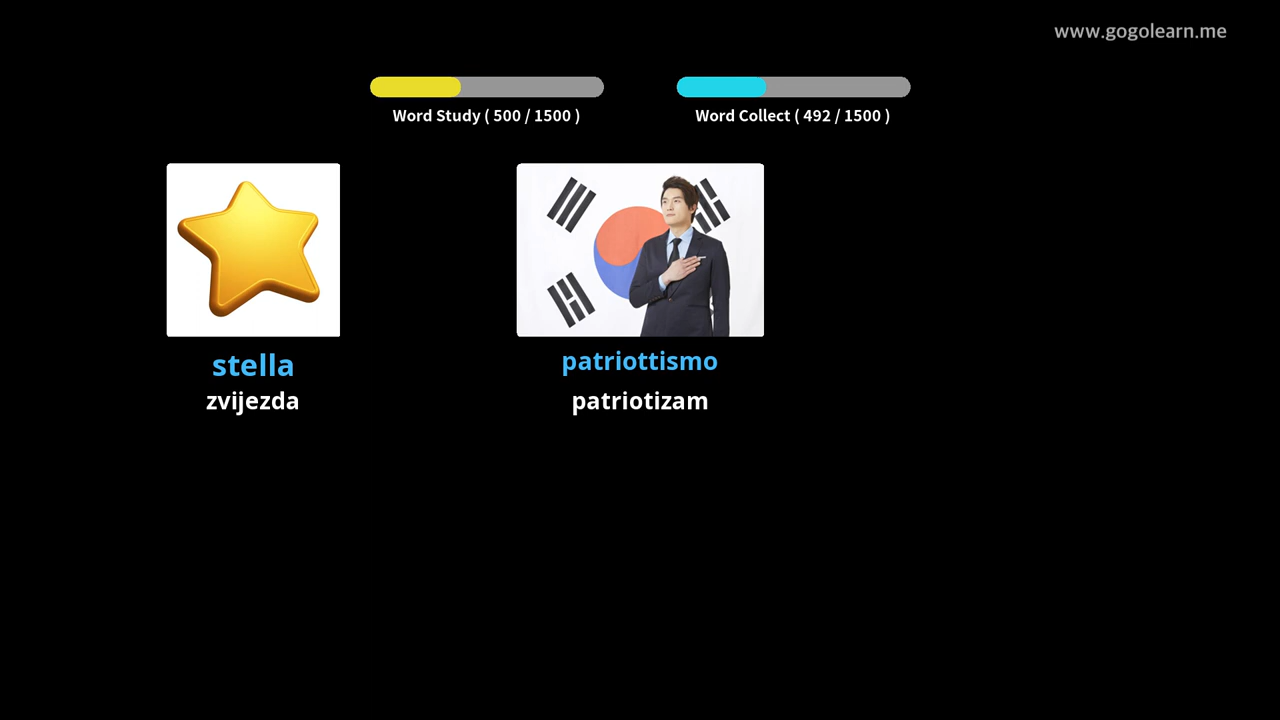 www.gogolearn.me
Word Study ( 500 / 1500 )
Word Collect ( 492 / 1500 )
stella
zvijezda
patriottismo
patriotizam